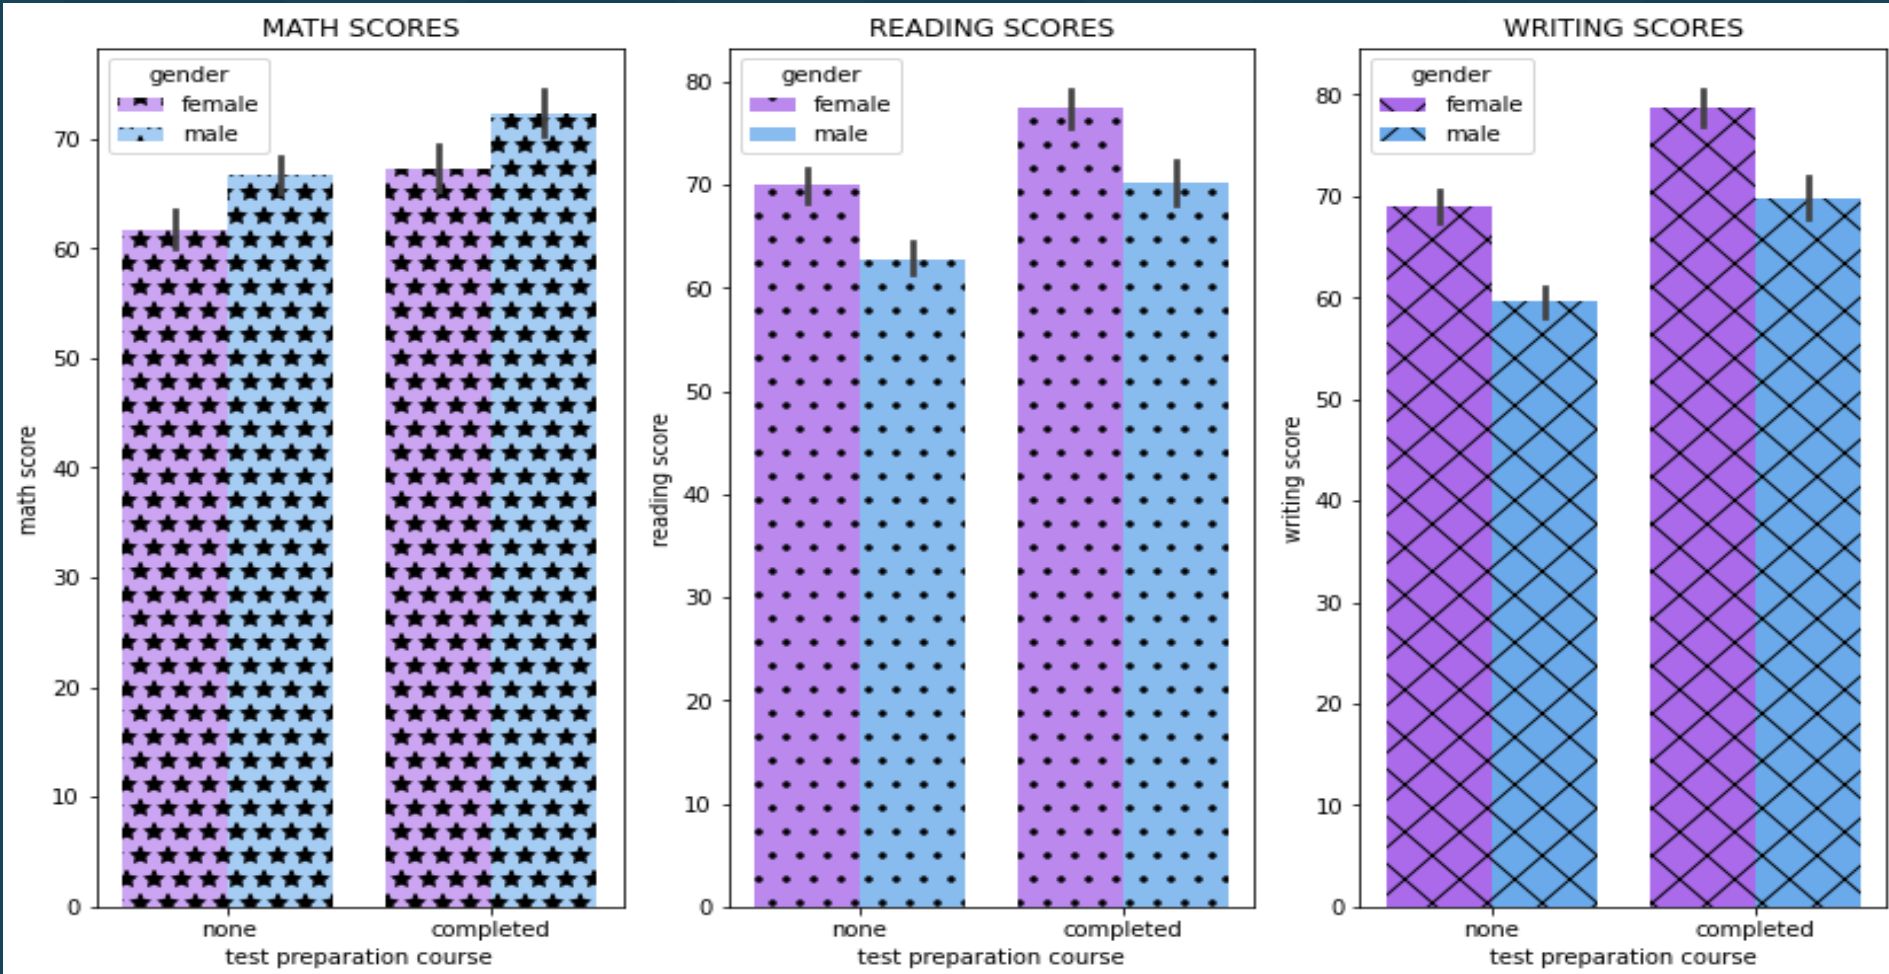 MATH SCORES
gender
female
male
70
60
50
40
30
20
10
0
math score
none
completed
test preparation course
READING SCORES
gender
female
male
80
70
60
50
40
30
20
10
0
reading score
none
completed
test preparation course
WRITING SCORES
gender
female
male
80
70
60
50
40
30
20
10
0
writing score
none
completed
test preparation course